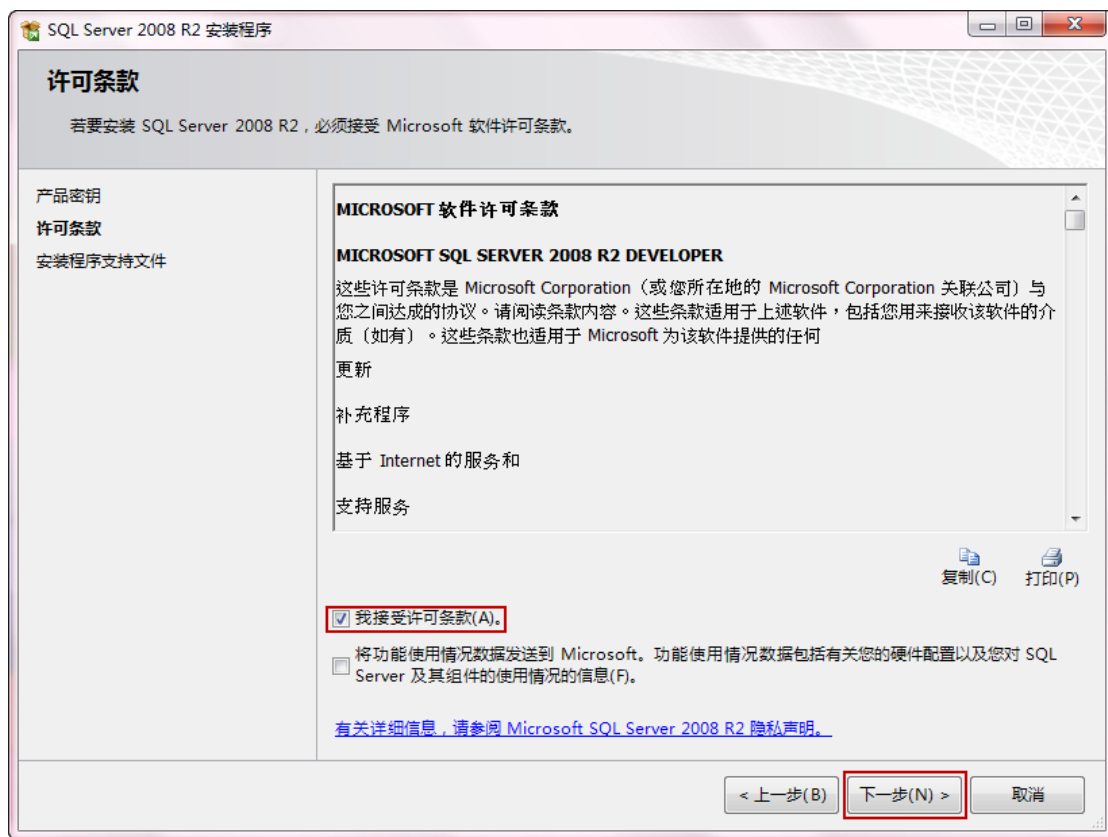 SQL Server 2008 R2 安装程序
许可条款
若要安装 SQL Server 2008 R2，必须接受 Microsoft 软件许可条款。
产品密钥
许可条款
安装程序支持文件
MICROSOFT 软件许可条款
MICROSOFT SQL SERVER 2008 R2 DEVELOPER
这些许可条款是 Microsoft Corporation（或您所在地的 Microsoft Corporation 关联公司）与
您之间达成的协议。请阅读条款内容。这些条款适用于上述软件，包括您用来接收该软件的介
质（如有）。这些条款也适用于 Microsoft 为该软件提供的任何
更新
补充程序
基于 Internet 的服务和
支持服务
复制(C) 打印(P)
我接受许可条款(A)。
将功能使用情况数据发送到 Microsoft。功能使用情况数据包括有关您的硬件配置以及您对 SQL
Server 及其组件的使用情况的信息(F)。
有关详细信息，请参阅 Microsoft SQL Server 2008 R2 隐私声明。
< 上一步(B) 下一步(N) > 取消